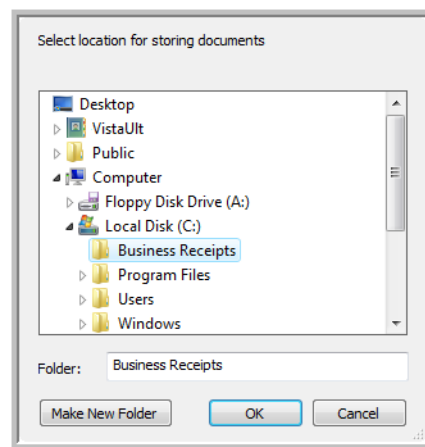 Select location for storing documents
Desktop
VistaUlt
Public
Computer
Floppy Disk Drive (A:)
Local Disk (C:)
Business Receipts
Program Files
Users
Windows
Folder: Business Receipts
Make New Folder OK Cancel